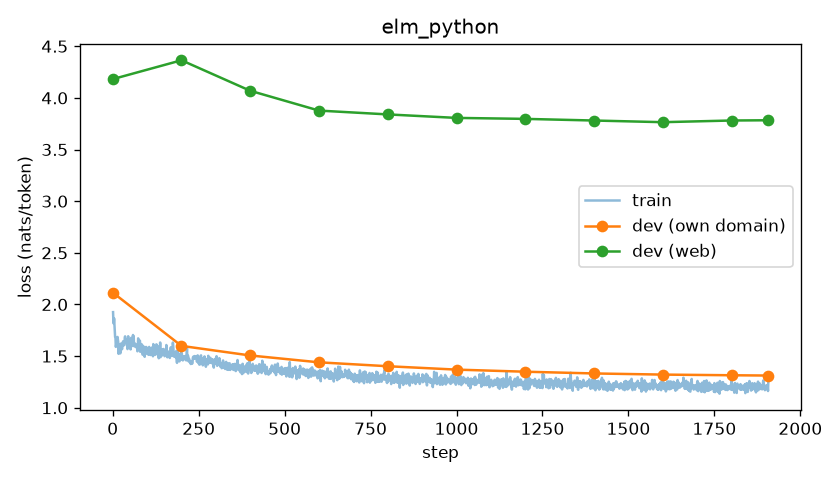 elm_python
loss (nats/token)
4.5
4.0
3.5
3.0
2.5
2.0
1.5
1.0
train
dev (own domain)
dev (web)
0 250 500 750 1000 1250 1500 1750 2000
step